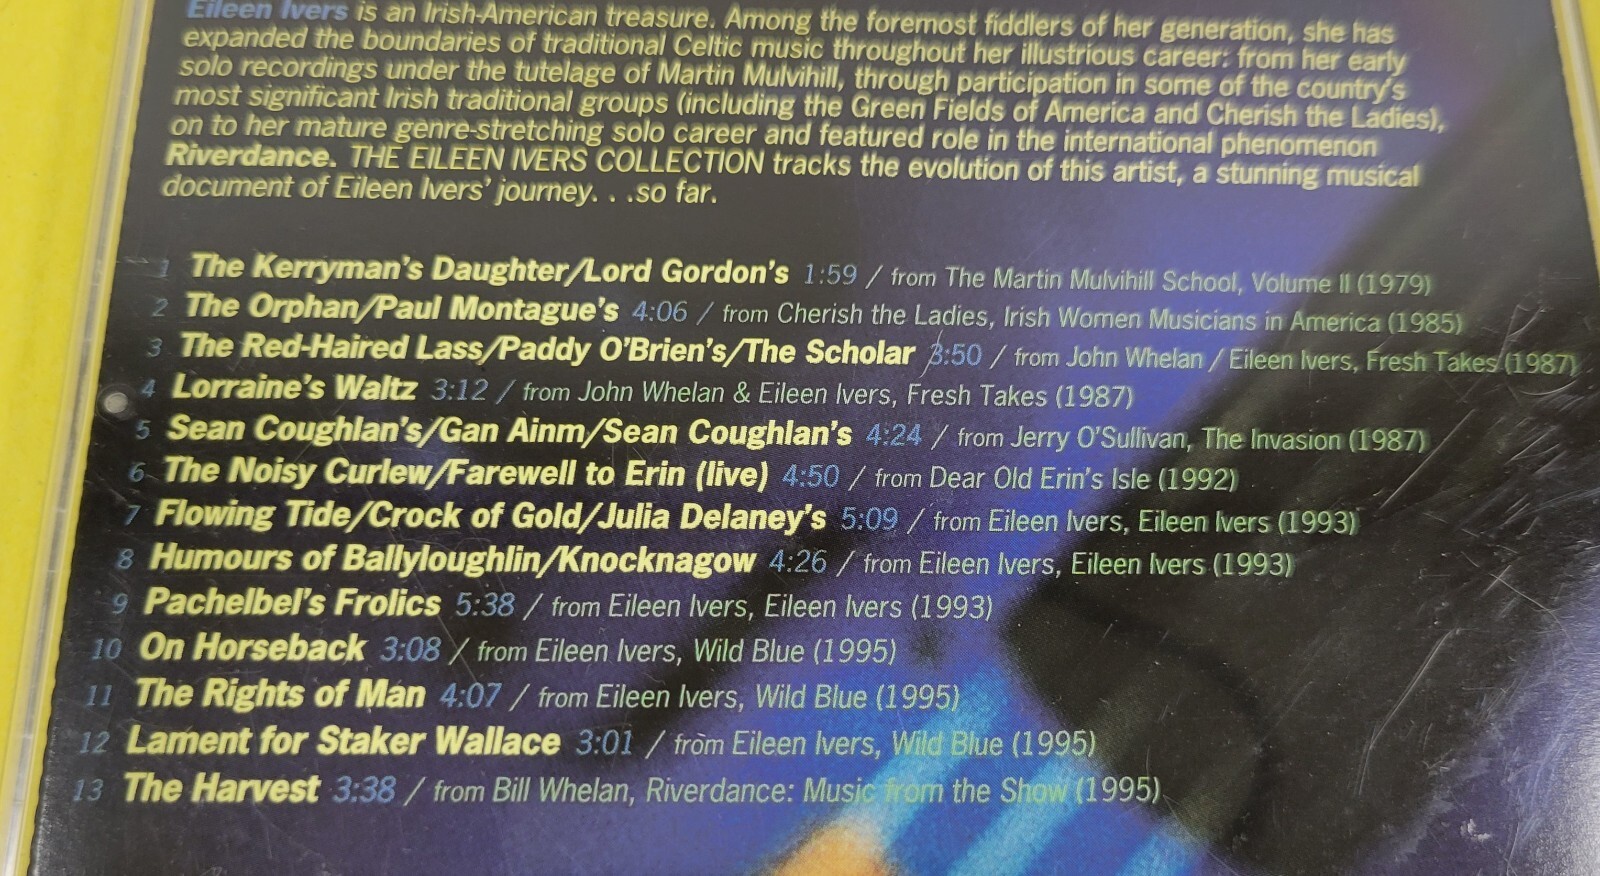 Eileen Ivers is an Irish-American treasure. Among the foremost fiddlers of her generation, she has
expanded the boundaries of traditional Celtic music throughout her illustrious career: from her early
solo recordings under the tutelage of Martin Mulvihill, through participation in some of the country's
most significant Irish traditional groups (including the Green Fields of America and Cherish the Ladies),
on to her mature genre-stretching solo career and featured role in the international phenomenon
Riverdance. THE EILEEN IVERS COLLECTION tracks the evolution of this artist, a stunning musical
document of Eileen Ivers' journey. . .so far.
1 The Kerryman's Daughter/Lord Gordon's 1:59 / from The Martin Mulvihill School, Volume II (1979)
2 The Orphan/Paul Montague's 4:06 / from Cherish the Ladies, Irish Women Musicians in America (1985)
3 The Red-Haired Lass/Paddy O'Brien's/The Scholar 3:50 / from John Whelan / Eileen Ivers, Fresh Takes (1987)
4 Lorraine's Waltz 3:12 / from John Whelan & Eileen Ivers, Fresh Takes (1987)
5 Sean Coughlan's/Gan Ainm/Sean Coughlan's 4:24 / from Jerry O'Sullivan, The Invasion (1987)
6 The Noisy Curlew/Farewell to Erin (live) 4:50 / from Dear Old Erin's Isle (1992)
7 Flowing Tide/Crock of Gold/Julia Delaney's 5:09 / from Eileen Ivers, Eileen Ivers (1993)
8 Humours of Ballyloughlin/Knocknagow 4:26 / from Eileen Ivers, Eileen Ivers (1993)
9 Pachelbel's Frolics 5:38 / from Eileen Ivers, Eileen Ivers (1993)
10 On Horseback 3:08 / from Eileen Ivers, Wild Blue (1995)
11 The Rights of Man 4:07 / from Eileen Ivers, Wild Blue (1995)
12 Lament for Staker Wallace 3:01 / from Eileen Ivers, Wild Blue (1995)
13 The Harvest 3:38 / from Bill Whelan, Riverdance: Music from the Show (1995)